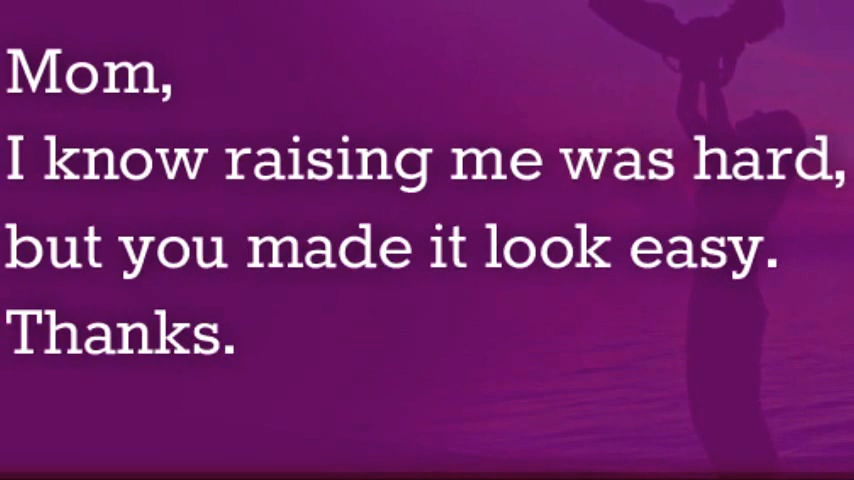 Mom,
I know raising me was hard,
but you made it look easy.
Thanks.